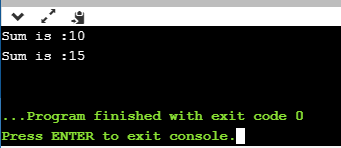 Sum is :10
Sum is :15
...Program finished with exit code 0
Press ENTER to exit console.